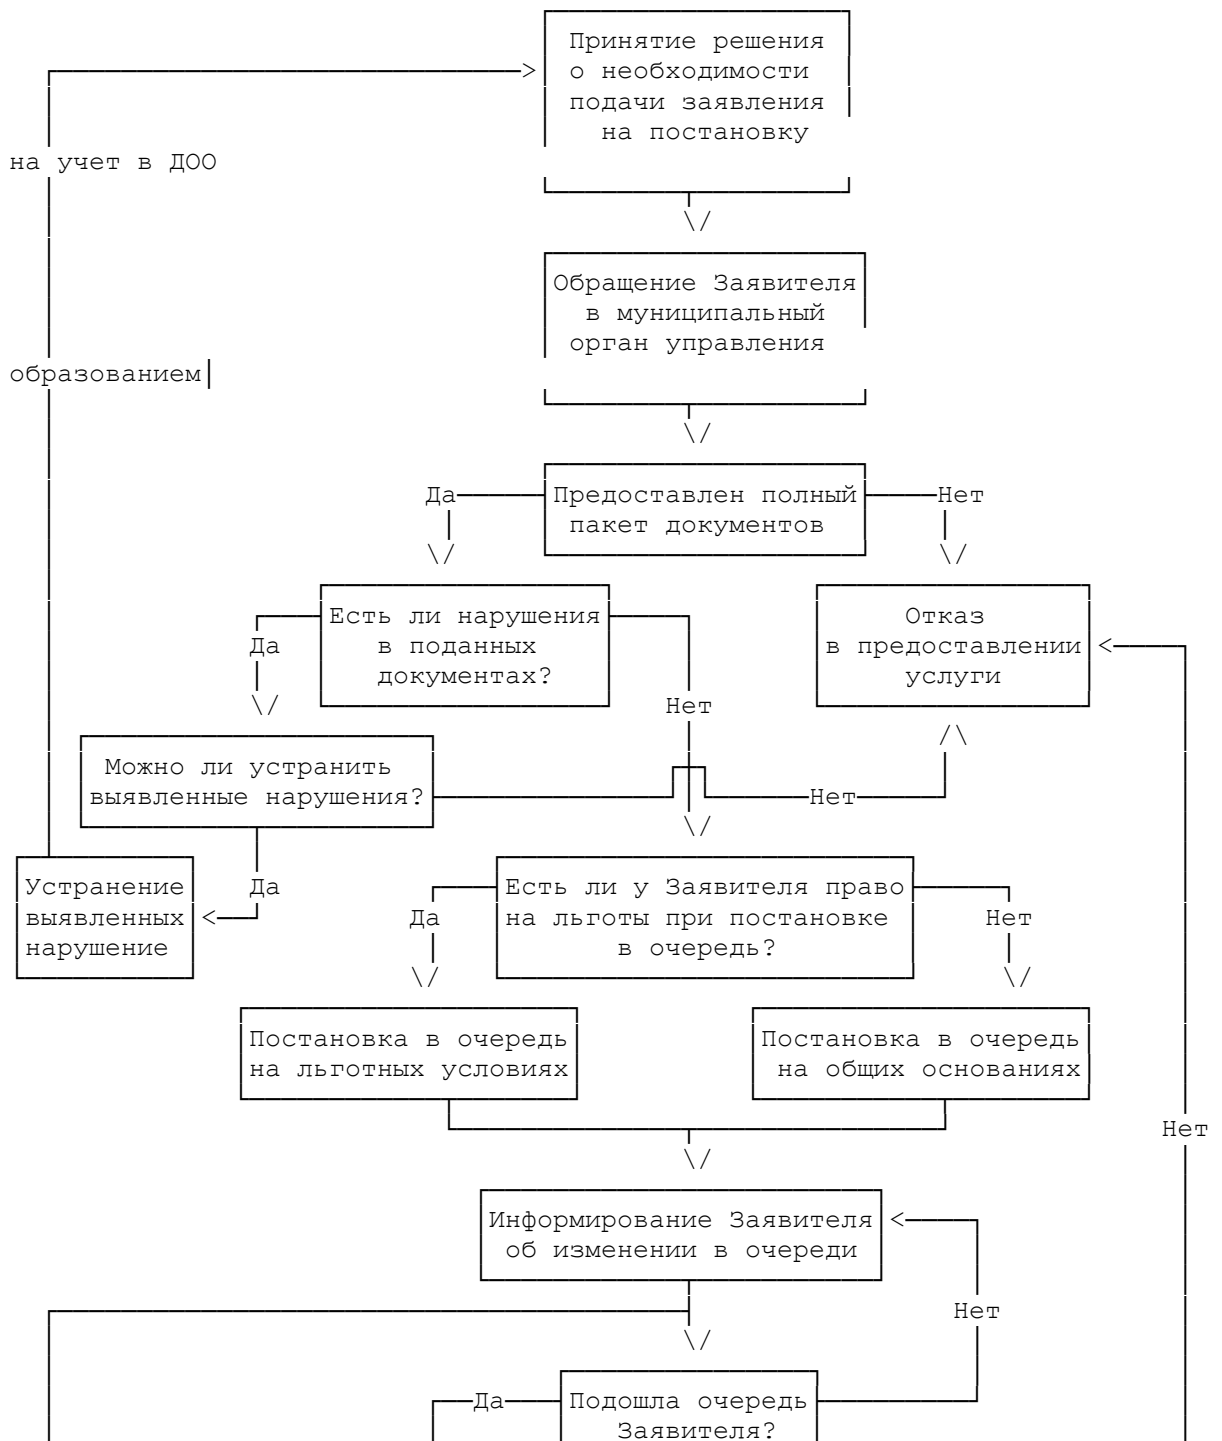 Принятие решения
о необходимости
подачи заявления
на постановку
на учет в ДОО
Обращение Заявителя
в муниципальный
орган управления
образованием
Да
Предоставлен полный
Нет
пакет документов
Есть ли нарушения
в поданных
документах?
Да
Нет
Отказ
в предоставлении
услуги
Можно ли устранить
выявленные нарушения?
Нет
Да
Устранение
выявленных
нарушение
Есть ли у Заявителя право
на льготы при постановке
в очередь?
Да
Нет
Постановка в очередь
на льготных условиях
Постановка в очередь
на общих основаниях
Нет
Информирование Заявителя
об изменении в очереди
Нет
Да
Подошла очередь
Заявителя?